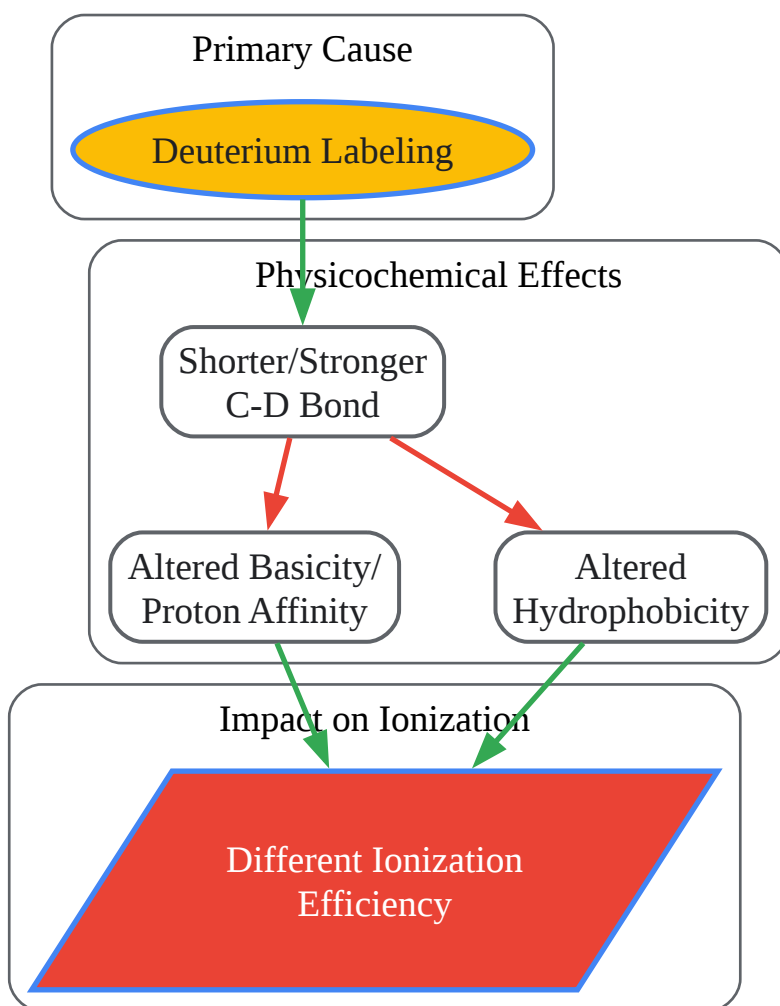 Primary Cause
Deuterium Labeling
Physicochemical Effects
Shorter/Stronger
C-D Bond
Altered Basicity/
Proton Affinity
Altered
Hydrophobicity
Impact on Ionization
Different Ionization
Efficiency